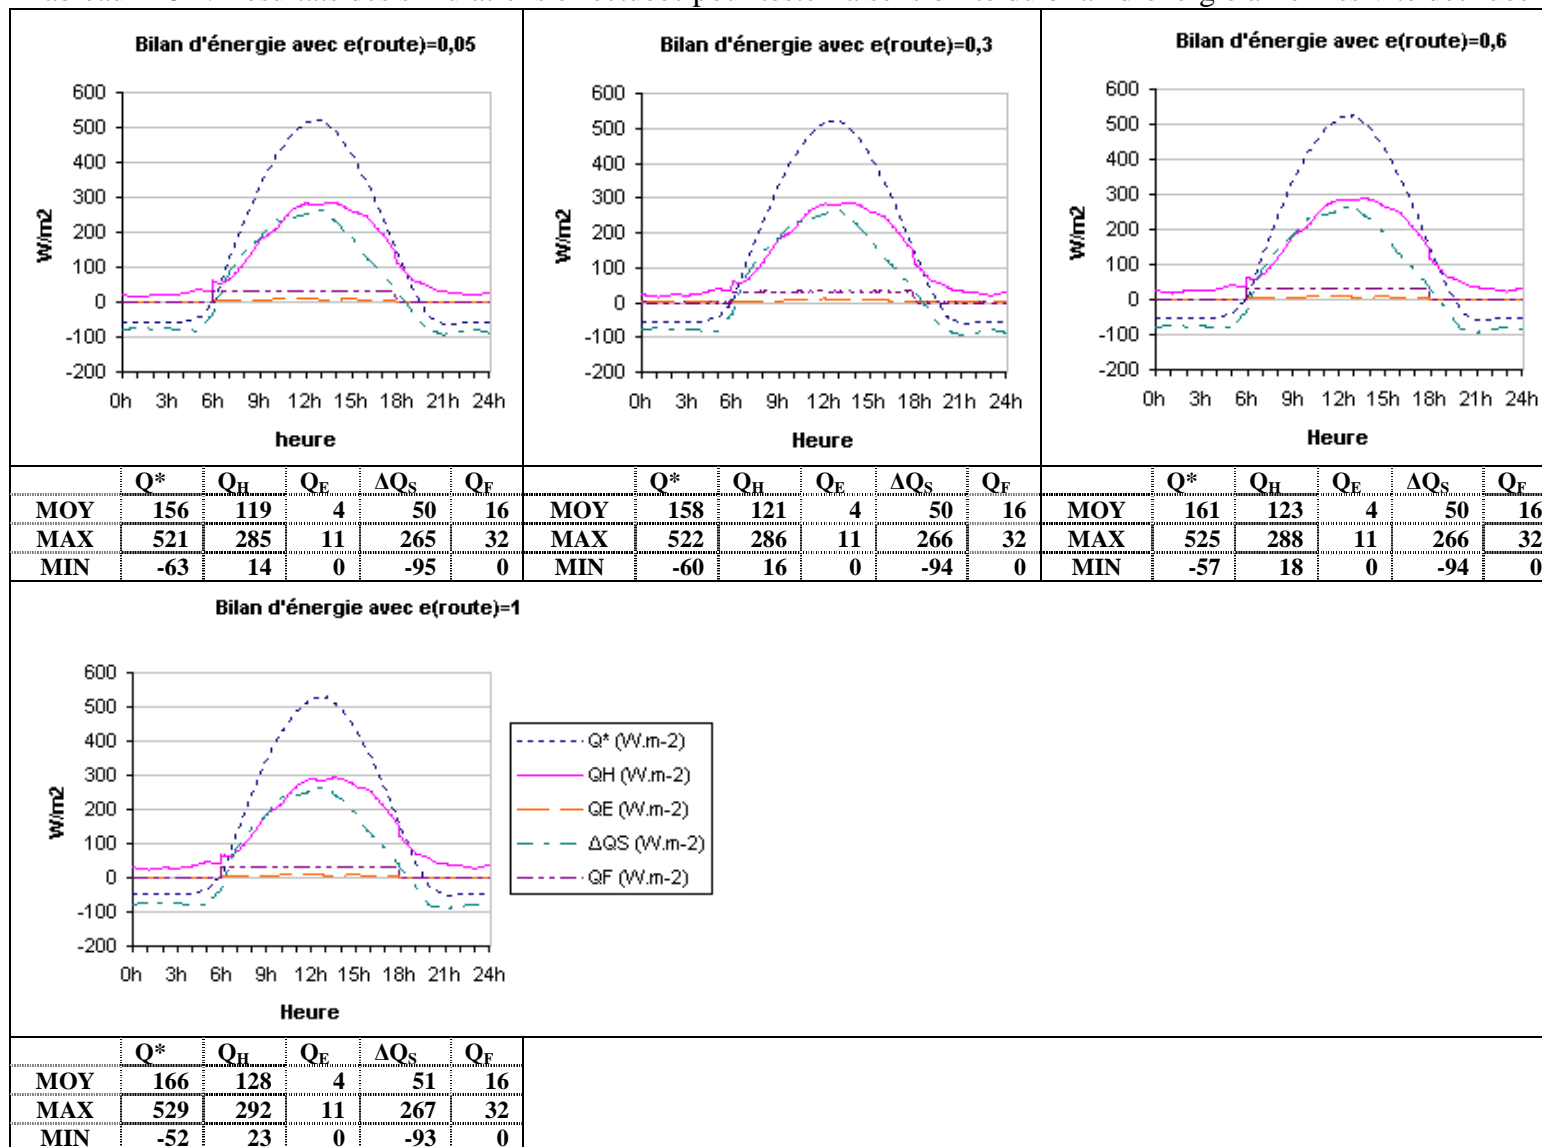 Bilan d'énergie avec e(route)=0,05
600
500
400
300
200
100
0
-100
-200
W/m2
0h 3h 6h 9h 12h 15h 18h 21h 24h
heure
Bilan d'énergie avec e(route)=0,3
600
500
400
300
200
100
0
-100
-200
W/m2
0h 3h 6h 9h 12h 15h 18h 21h 24h
Heure
Bilan d'énergie avec e(route)=0,6
600
500
400
300
200
100
0
-100
-200
W/m2
0h 3h 6h 9h 12h 15h 18h 21h 24h
Heure
Q* QH QE ΔQS QF
MOY 156 119 4 50 16
MAX 521 285 11 265 32
MIN -63 14 0 -95 0
Q* QH QE ΔQS QF
MOY 158 121 4 50 16
MAX 522 286 11 266 32
MIN -60 16 0 -94 0
Q* QH QE ΔQS QF
MOY 161 123 4 50 16
MAX 525 288 11 266 32
MIN -57 18 0 -94 0
Bilan d'énergie avec e(route)=1
600
500
400
300
200
100
0
-100
-200
W/m2
0h 3h 6h 9h 12h 15h 18h 21h 24h
Heure
Q* (W.m-2)
QH (W.m-2)
QE (W.m-2)
ΔQS (W.m-2)
QF (W.m-2)
Q* QH QE ΔQS QF
MOY 166 128 4 51 16
MAX 529 292 11 267 32
MIN -52 23 0 -93 0